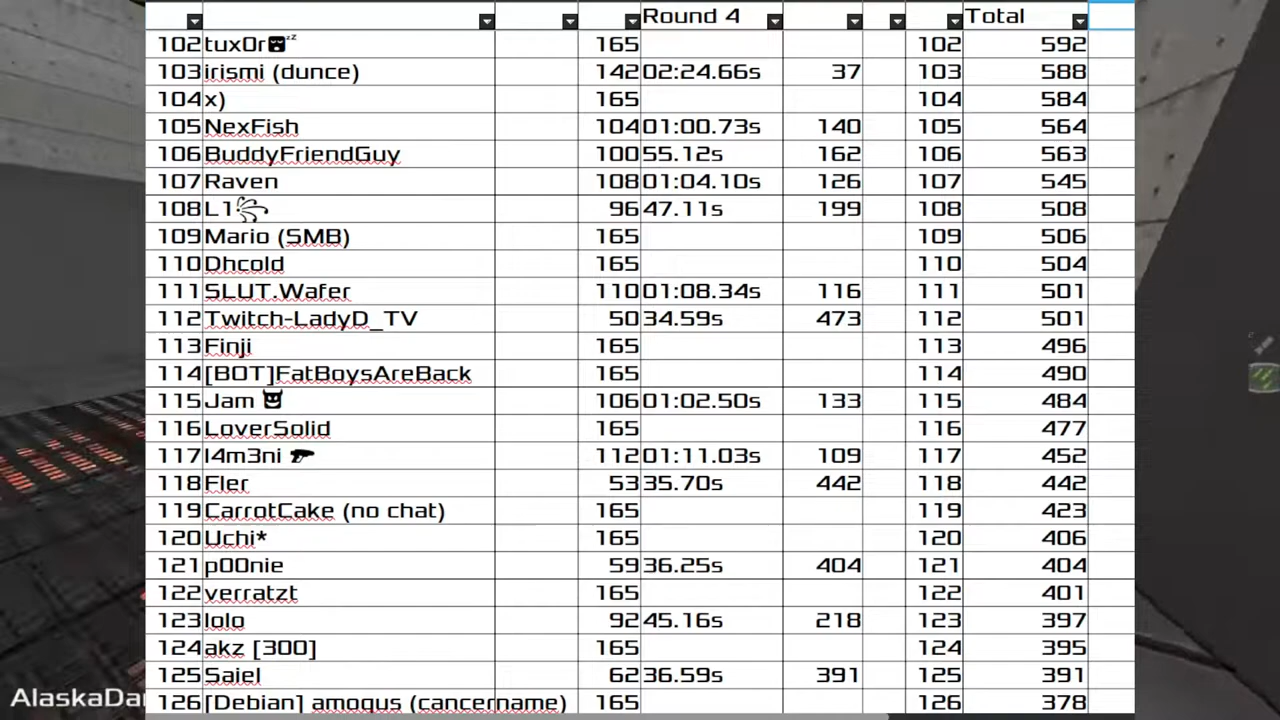 Round 4 Total
102 tux0r😴 165 102 592
103 irismi (dunce) 142 02:24.66s 37 103 588
104 x) 165 104 584
105 NexFish 104 01:00.73s 140 105 564
106 BuddyFriendGuy 100 55.12s 162 106 563
107 Raven 108 01:04.10s 126 107 545
108 L1 96 47.11s 199 108 508
109 Mario (SMB) 165 109 506
110 Dhcold 165 110 504
111 SLUT.Wafer 110 01:08.34s 116 111 501
112 Twitch-LadyD_TV 50 34.59s 473 112 501
113 Finji 165 113 496
114 [BOT]FatBoysAreBack 165 114 490
115 Jam 😈 106 01:02.50s 133 115 484
116 LoverSolid 165 116 477
117 l4m3ni 🔫 112 01:11.03s 109 117 452
118 Fler 53 35.70s 442 118 442
119 CarrotCake (no chat) 165 119 423
120 Uchi* 165 120 406
121 p00nie 59 36.25s 404 121 404
122 verratzt 165 122 401
123 lolo 92 45.16s 218 123 397
124 akz [300] 165 124 395
125 Saiel 62 36.59s 391 125 391
126 [Debian] amogus (cancername) 165 126 378
AlaskaDa